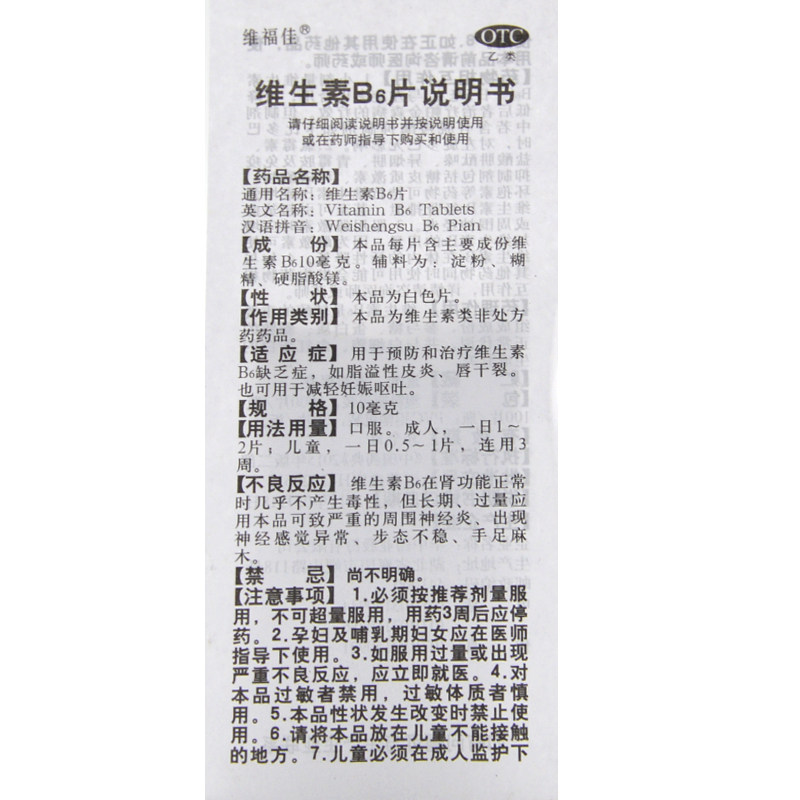 维福佳®
OTC
乙类
维生素B6片说明书
请仔细阅读说明书并按说明使用
或在药师指导下购买和使用
【药品名称】
通用名称：维生素B6片
英文名称：Vitamin B6 Tablets
汉语拼音：Weishengsu B6 Pian
【成　份】 本品每片含主要成份维
生素B610毫克。辅料为：淀粉、糊
精、硬脂酸镁。
【性　状】 本品为白色片。
【作用类别】 本品为维生素类非处方
药药品。
【适应症】用于预防和治疗维生素
B6缺乏症，如脂溢性皮炎、唇干裂。
也可用于减轻妊娠呕吐。
【规　格】10毫克
【用法用量】口服。成人，一日1～
2片；儿童，一日0.5～1片，连用3
周。
【不良反应】 维生素B6在肾功能正常
时几乎不产生毒性，但长期、过量应
用本品可致严重的周围神经炎、出现
神经感觉异常、步态不稳、手足麻
木。
【禁　忌】尚不明确。
【注意事项】 1.必须按推荐剂量服
用，不可超量服用，用药3周后应停
药。2.孕妇及哺乳期妇女应在医师
指导下使用。3.如服用过量或出现
严重不良反应，应立即就医。4.对
本品过敏者禁用，过敏体质者慎
用。5.本品性状发生改变时禁止使
用。6.请将本品放在儿童不能接触
的地方。7.儿童必须在成人监护下